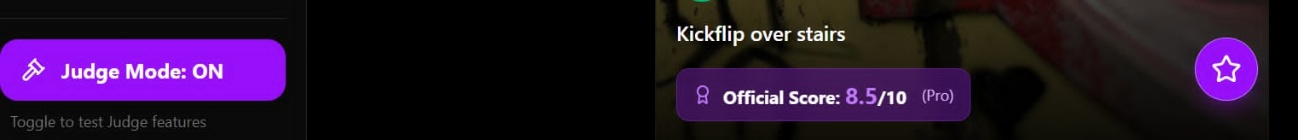 Judge Mode: ON
Toggle to test Judge features
Kickflip over stairs
Official Score: 8.5/10 (Pro)